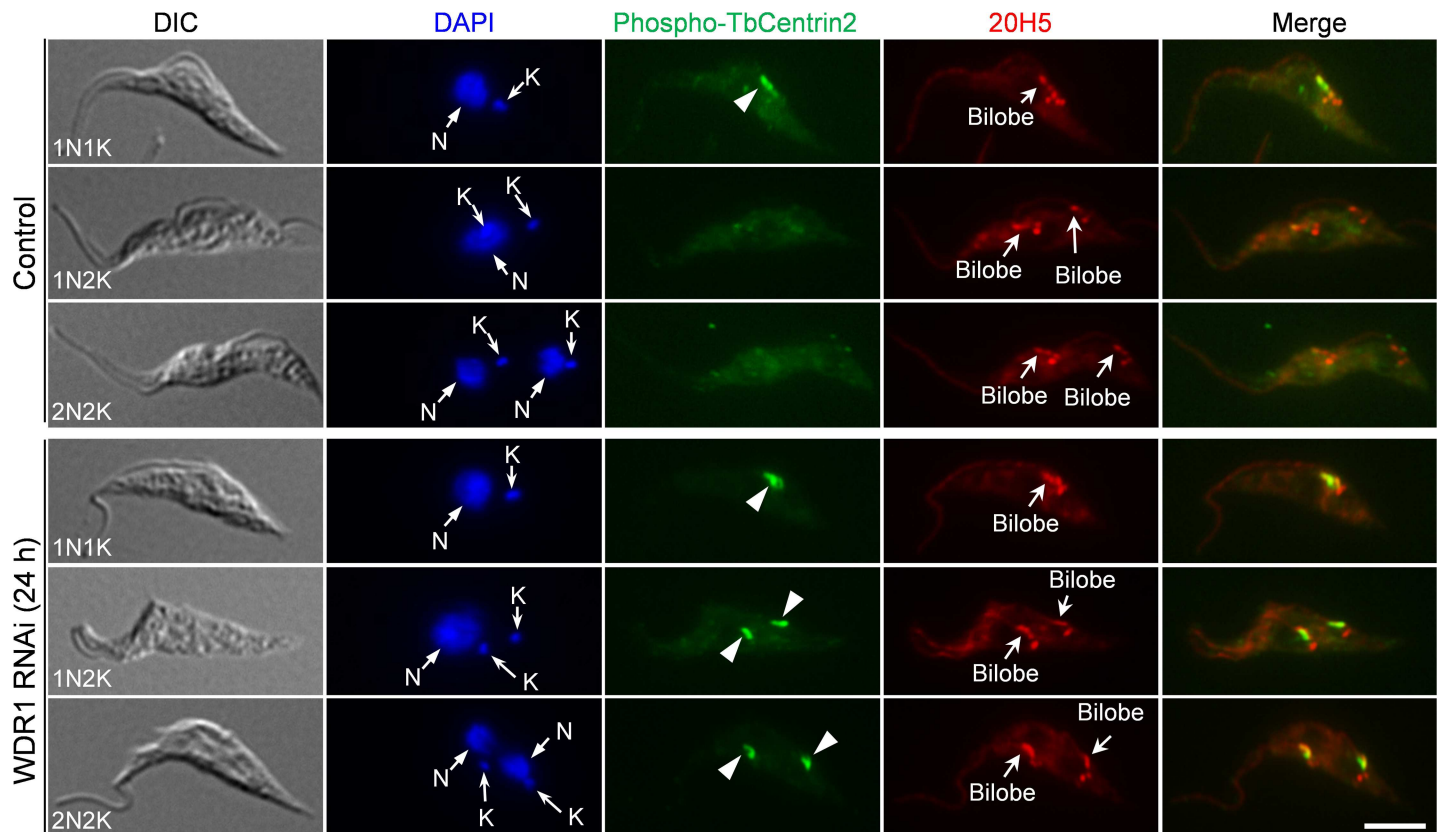 DIC
DAPI
Phospho-TbCentrin2
20H5
Merge
Control
1N1K
K
N
Bilobe
1N2K
K
K
N
Bilobe
Bilobe
2N2K
K
K
N
N
Bilobe
Bilobe
WDR1 RNAi (24 h)
1N1K
K
N
Bilobe
1N2K
K
N
K
Bilobe
Bilobe
2N2K
N
N
K
K
Bilobe
Bilobe